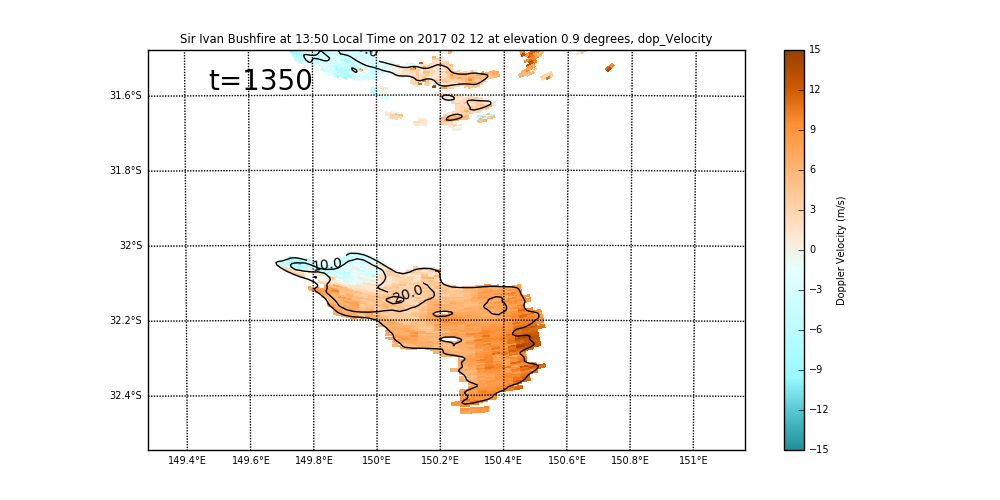 Sir Ivan Bushfire at 13:50 Local Time on 2017 02 12 at elevation 0.9 degrees, dop_Velocity
t=1350
31.6°S
31.8°S
32°S
32.2°S
32.4°S
10.0
20.0
149.4°E 149.6°E 149.8°E 150°E 150.2°E 150.4°E 150.6°E 150.8°E 151°E
15
12
9
6
3
0
−3
−6
−9
−12
−15
Doppler Velocity (m/s)